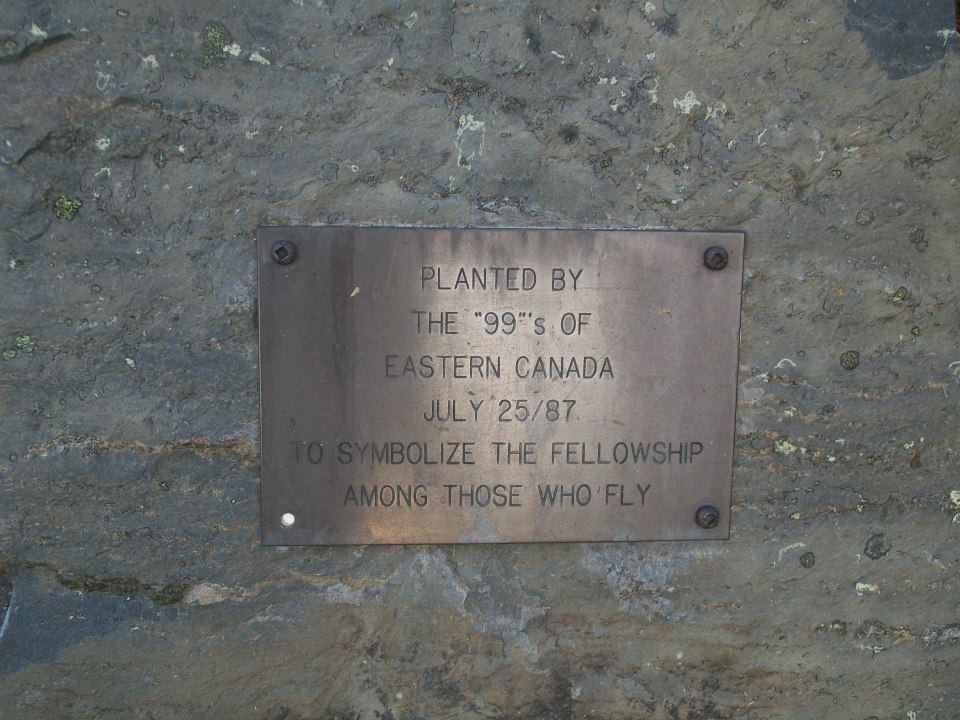 PLANTED BY
THE "99"'s OF
EASTERN CANADA
JULY 25/87
TO SYMBOLIZE THE FELLOWSHIP
AMONG THOSE WHO FLY